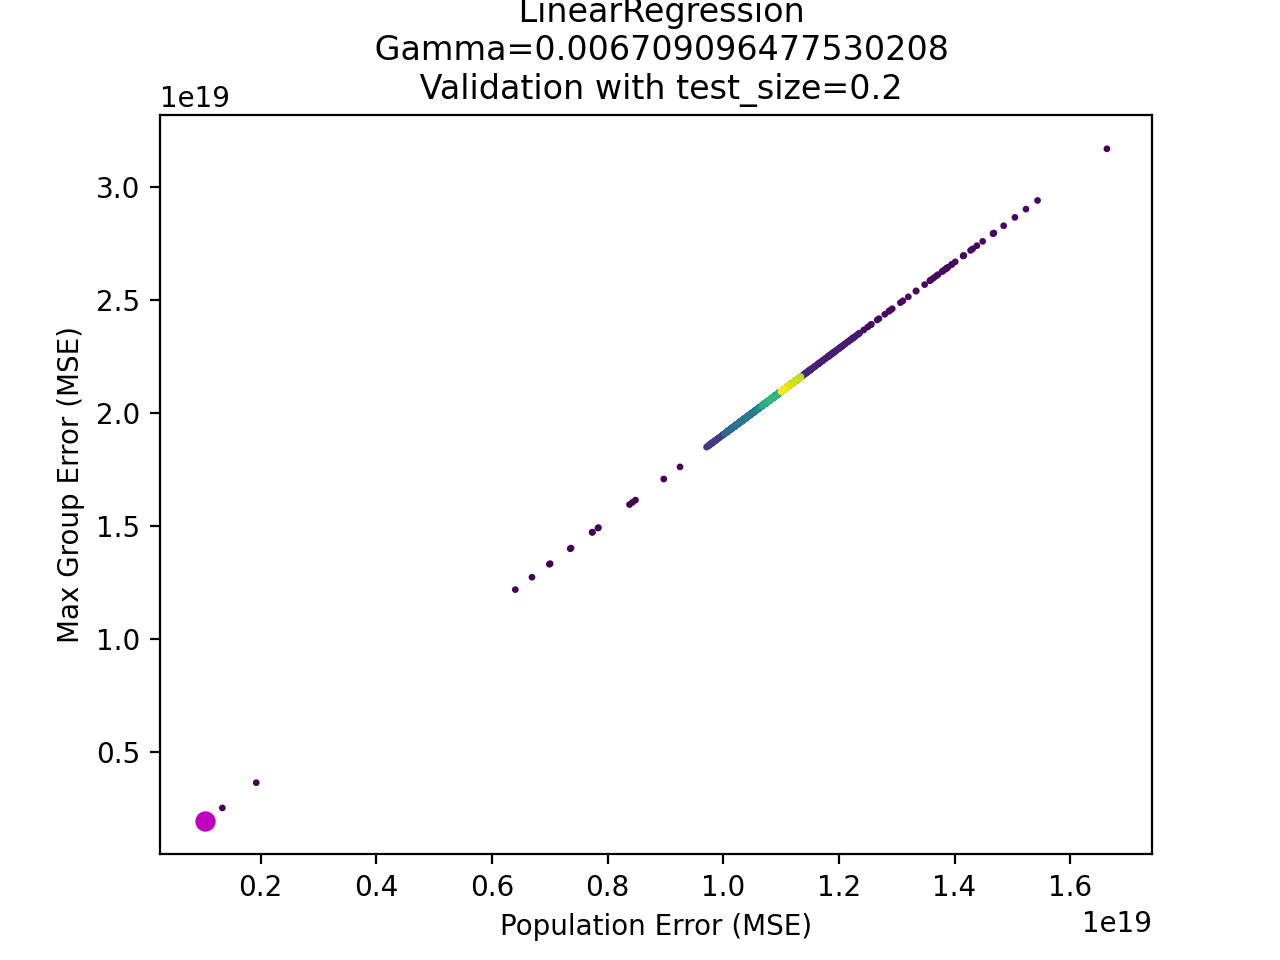 LinearRegression
Gamma=0.006709096477530208
Validation with test_size=0.2
1e19
3.0
2.5
2.0
1.5
1.0
0.5
Max Group Error (MSE)
0.2 0.4 0.6 0.8 1.0 1.2 1.4 1.6
1e19
Population Error (MSE)